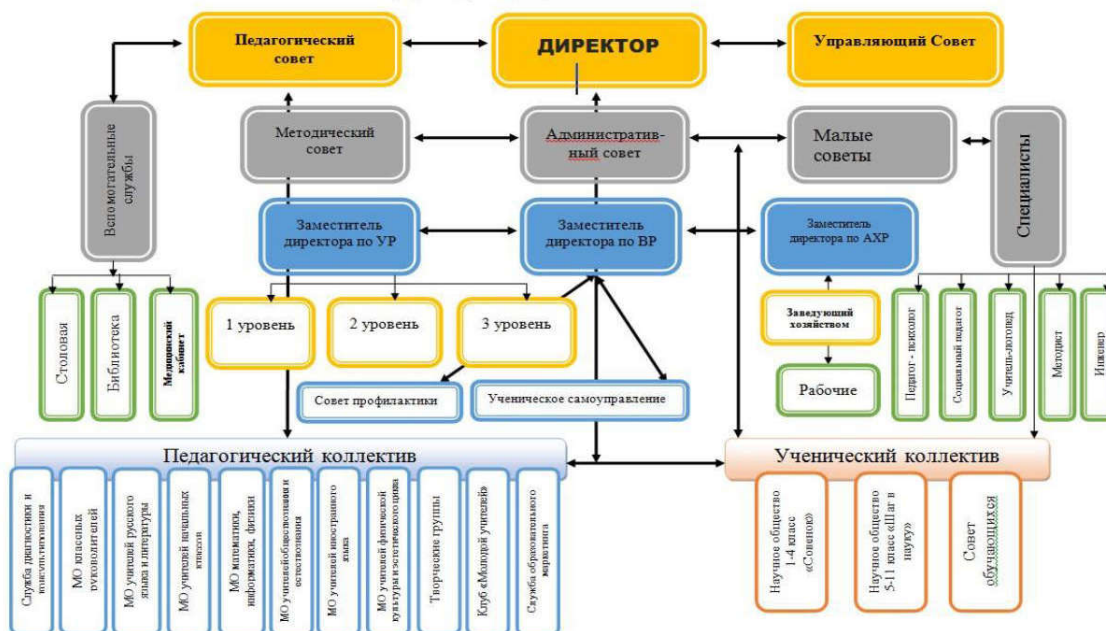 Педагогический
совет
ДИРЕКТОР
Управляющий Совет
Вспомогательные
службы
Методический
совет
Административ-
ный совет
Малые
советы
Специалисты
Заместитель
директора по УР
Заместитель
директора по ВР
Заместитель
директора по АХР
Столовая
Библиотека
Медицинский
кабинет
1 уровень
2 уровень
3 уровень
Заведующий
хозяйством
Рабочие
Педагог - психолог
Социальный педагог
Учитель-логопед
Методист
Инженер
Совет профилактики
Ученическое самоуправление
Педагогический коллектив
Ученический коллектив
Служба диагностики и
консультирования
МО классных
руководителей
МО учителей русского
языка и литературы
МО учителей начальных
классов
МО математики,
информатики, физики
МО учителей обществознания и
естествознания
МО учителей иностранного
языка
МО учителей физической
культуры и эстетического цикла
Творческие группы
Клуб «Молодой учителей»
Служба образовательного
маркетинга
Научное общество
1-4 класс
«Совенок»
Научное общество
5-11 класс «Шаг в
науку»
Совет
обучающихся